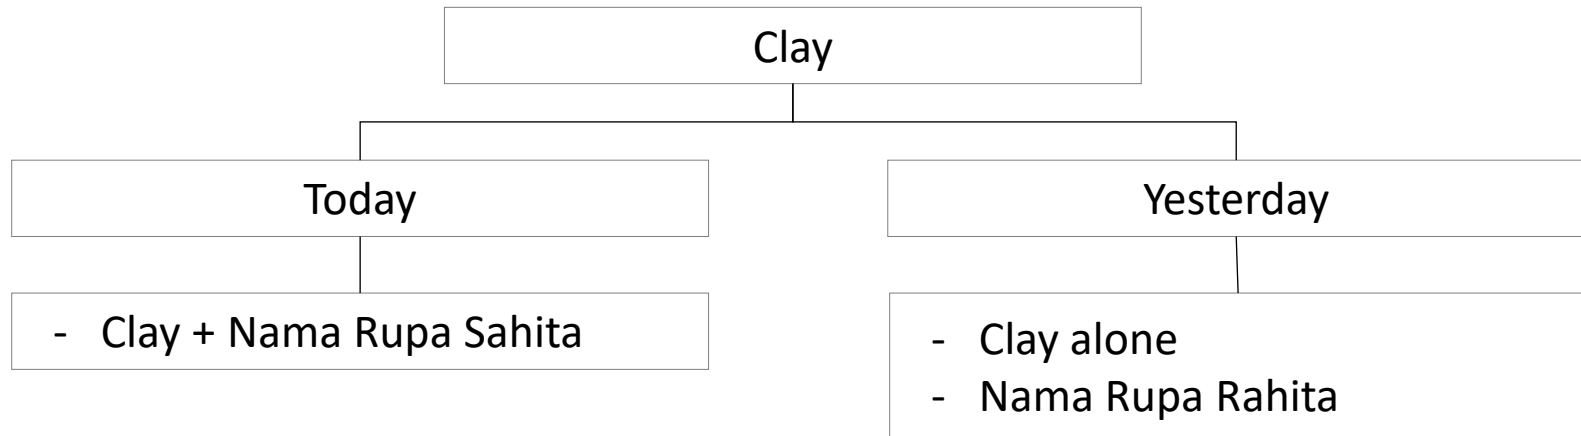 Clay
Today
Yesterday
- Clay + Nama Rupa Sahita
- Clay alone
- Nama Rupa Rahita